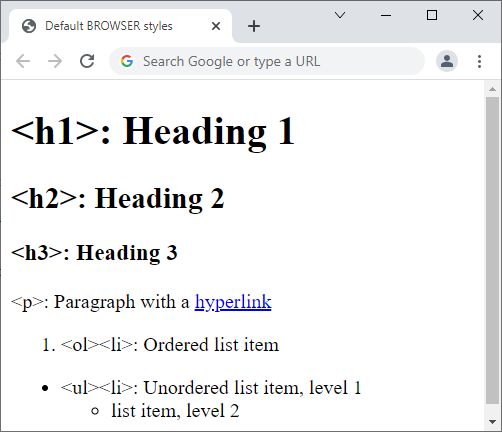 Default BROWSER styles
Search Google or type a URL
<h1>: Heading 1
<h2>: Heading 2
<h3>: Heading 3
<p>: Paragraph with a hyperlink
1. <ol><li>: Ordered list item
• <ul><li>: Unordered list item, level 1
◦ list item, level 2